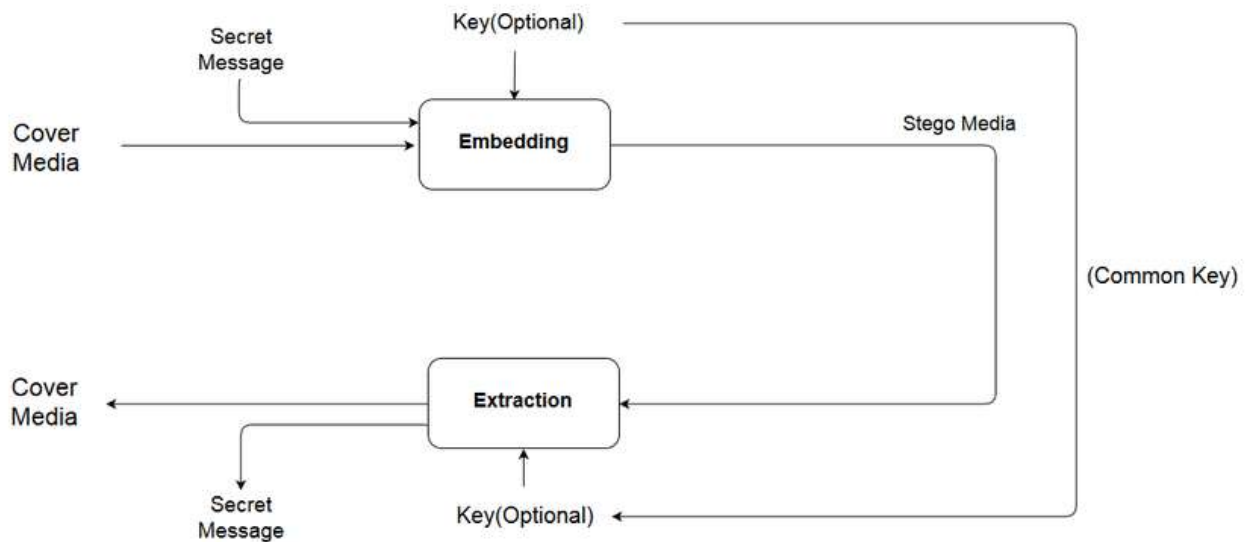 Key(Optional)
Secret
Message
Cover
Media
Embedding
Stego Media
(Common Key)
Cover
Media
Extraction
Secret
Message
Key(Optional)